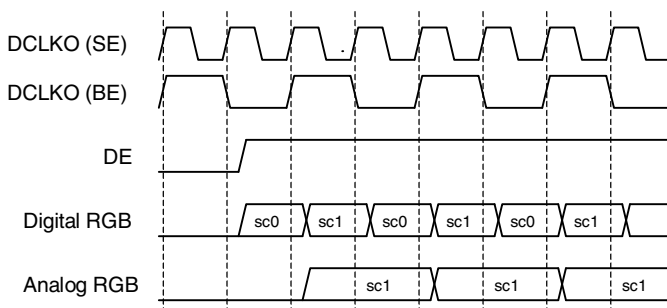 DCLKO (SE)
DCLKO (BE)
DE
Digital RGB sc0 sc1 sc0 sc1 sc0 sc1
Analog RGB sc1 sc1 sc1